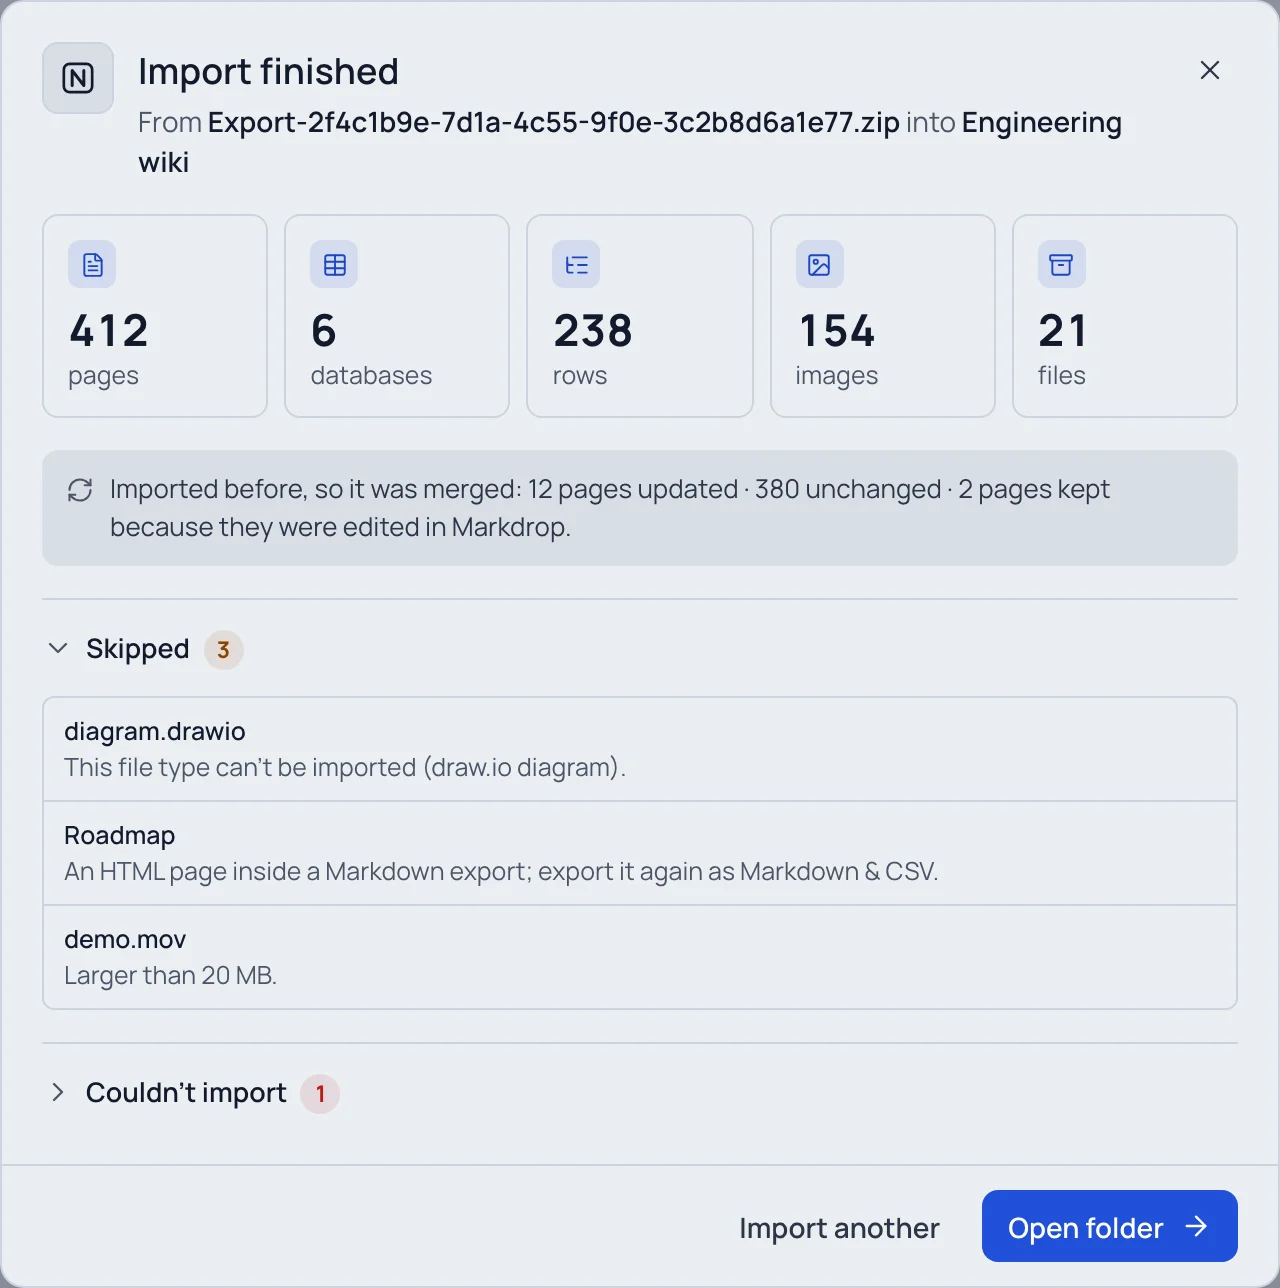 N
Import finished
From Export-2f4c1b9e-7d1a-4c55-9f0e-3c2b8d6a1e77.zip into Engineering
wiki
412
pages
6
databases
238
rows
154
images
21
files
Imported before, so it was merged: 12 pages updated · 380 unchanged · 2 pages kept
because they were edited in Markdrop.
Skipped 3
diagram.drawio
This file type can’t be imported (draw.io diagram).
Roadmap
An HTML page inside a Markdown export; export it again as Markdown & CSV.
demo.mov
Larger than 20 MB.
Couldn’t import 1
Import another
Open folder →